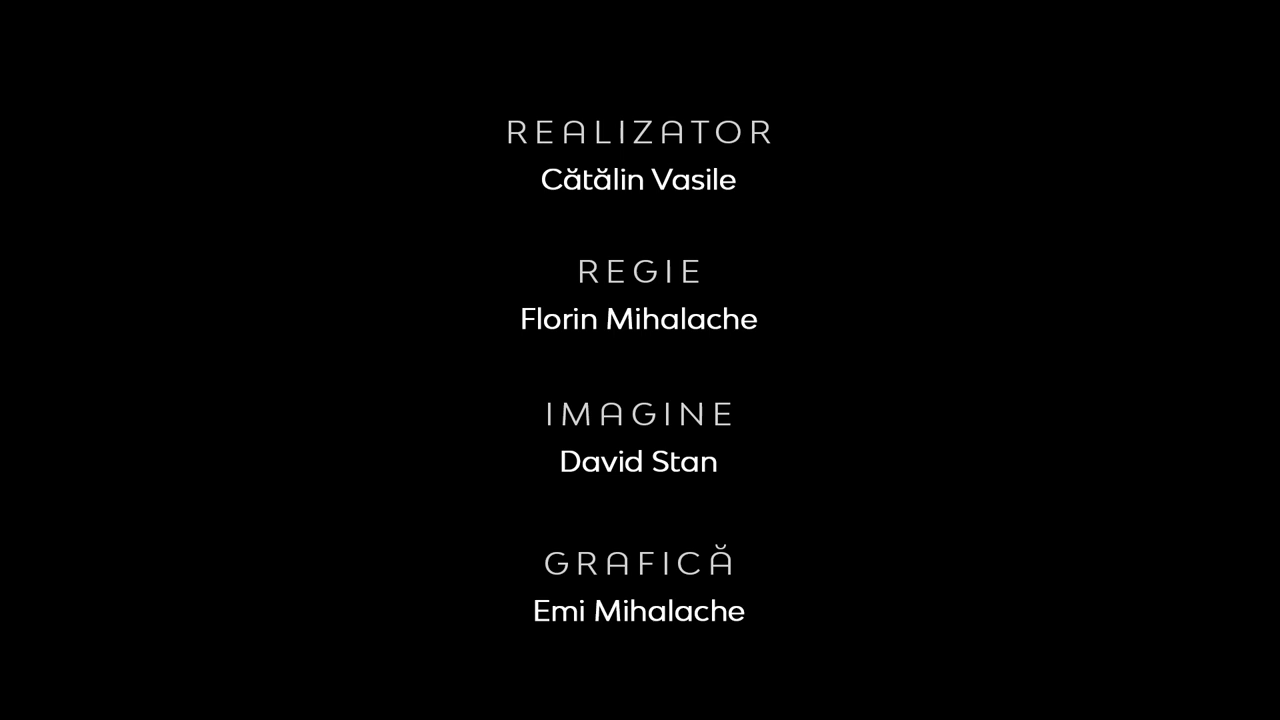 REALIZATOR
Cătălin Vasile
REGIE
Florin Mihalache
IMAGINE
David Stan
GRAFICĂ
Emi Mihalache